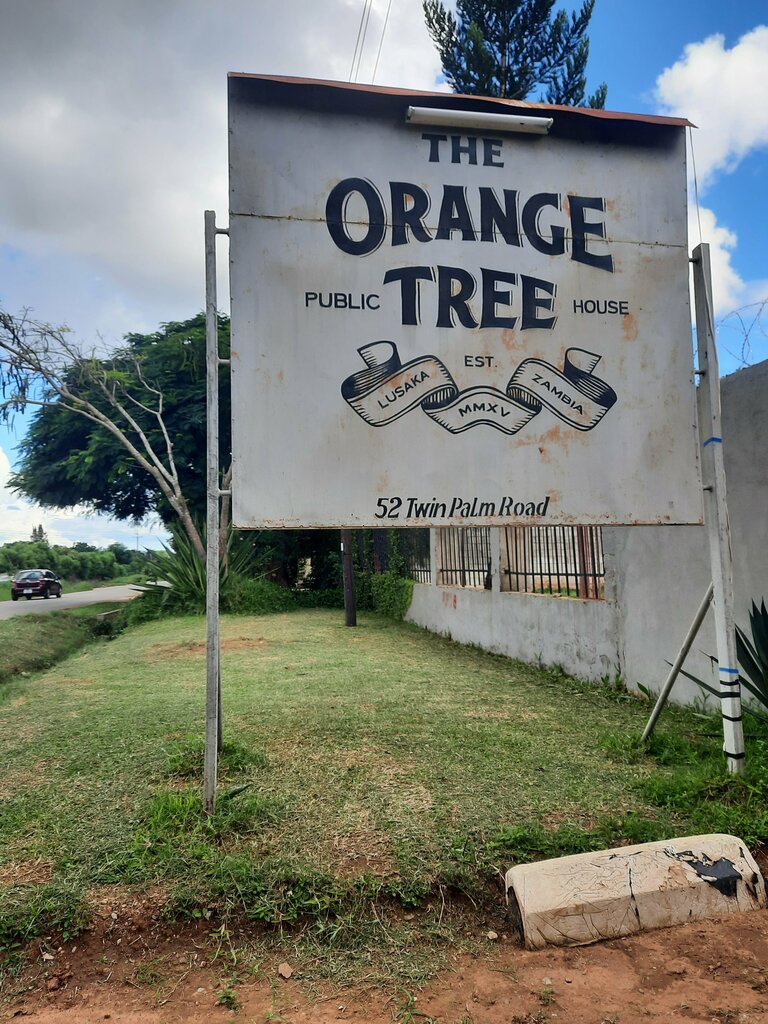 THE
ORANGE
PUBLIC TREE HOUSE
EST.
LUSAKA MMXV ZAMBIA
52 Twin Palm Road